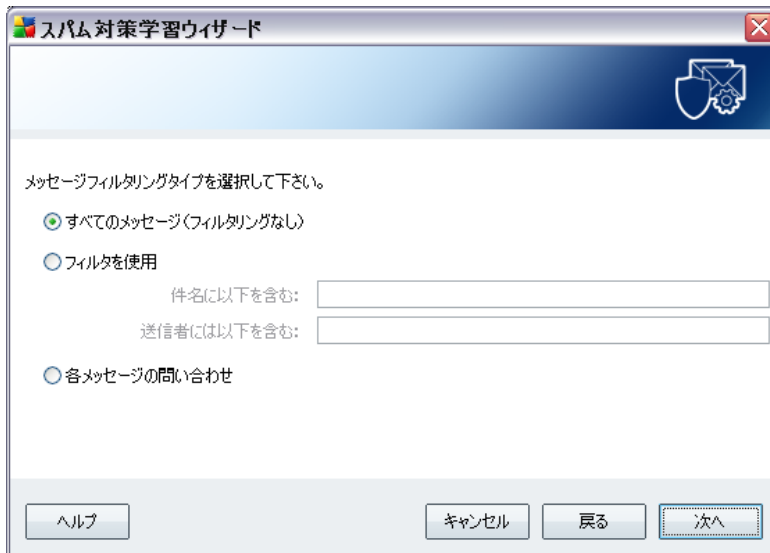 スパム対策学習ウィザード
メッセージフィルタリングタイプを選択して下さい。
すべてのメッセージ(フィルタリングなし)
フィルタを使用
件名に以下を含む:
送信者には以下を含む:
各メッセージの問い合わせ
ヘルプ キャンセル 戻る 次へ